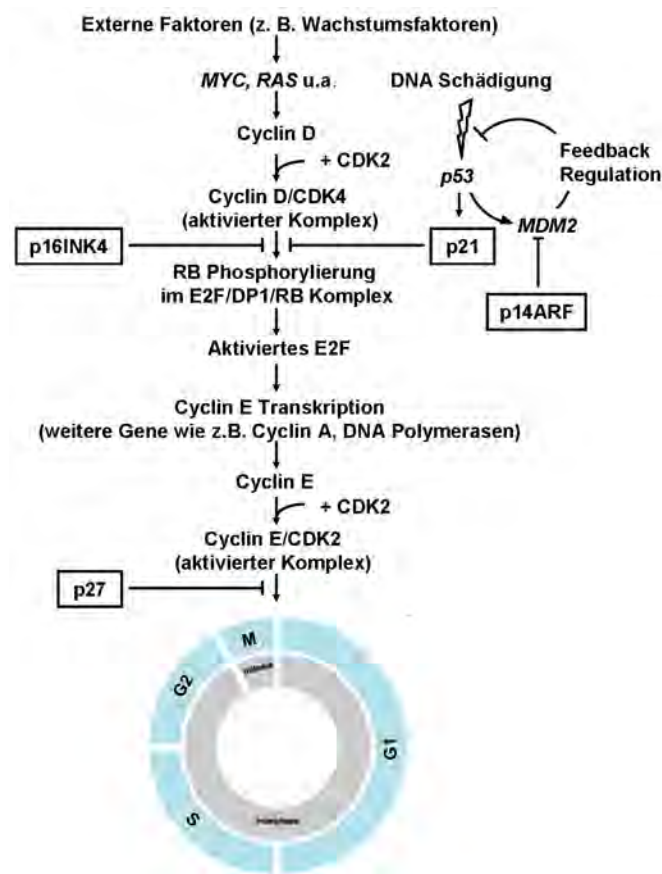 Externe Faktoren (z. B. Wachstumsfaktoren)
MYC, RAS u.a.
DNA Schädigung
Cyclin D
+ CDK2
Feedback
Regulation
p53
Cyclin D/CDK4
(aktivierter Komplex)
MDM2
p16INK4
p21
RB Phosphorylierung
im E2F/DP1/RB Komplex
p14ARF
Aktiviertes E2F
Cyclin E Transkription
(weitere Gene wie z.B. Cyclin A, DNA Polymerasen)
Cyclin E
+ CDK2
Cyclin E/CDK2
(aktivierter Komplex)
p27
M
G2
G1
S